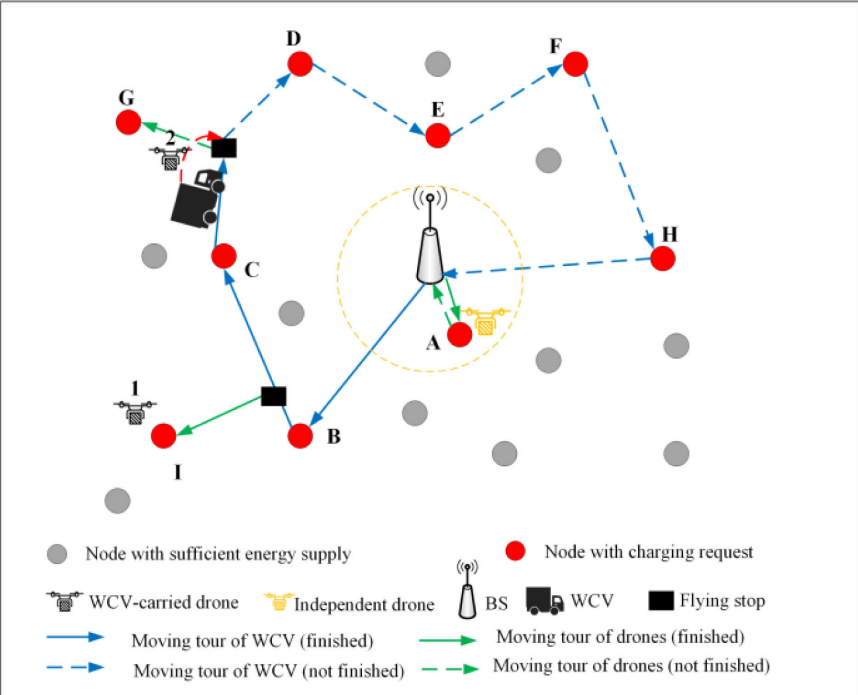 D
F
G
E
2
H
C
A
1
B
I
Node with sufficient energy supply
Node with charging request
WCV-carried drone
Independent drone
BS
WCV
Flying stop
Moving tour of WCV (finished)
Moving tour of drones (finished)
Moving tour of WCV (not finished)
Moving tour of drones (not finished)